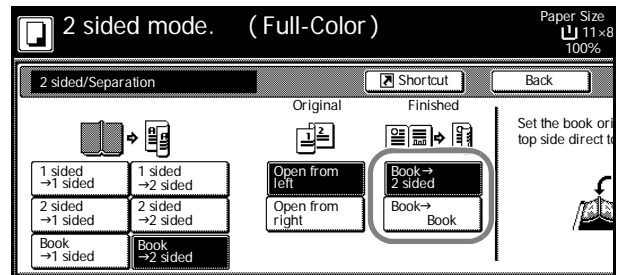 2 sided mode. (Full-Color)
Paper Size
11×8
100%
2 sided/Separation
Shortcut
Back
Original
Finished
Set the book ori
top side direct to
1 sided
→1 sided
1 sided
→2 sided
2 sided
→1 sided
2 sided
→2 sided
Book
→1 sided
Book
→2 sided
Open from
left
Open from
right
Book→
2 sided
Book→
Book